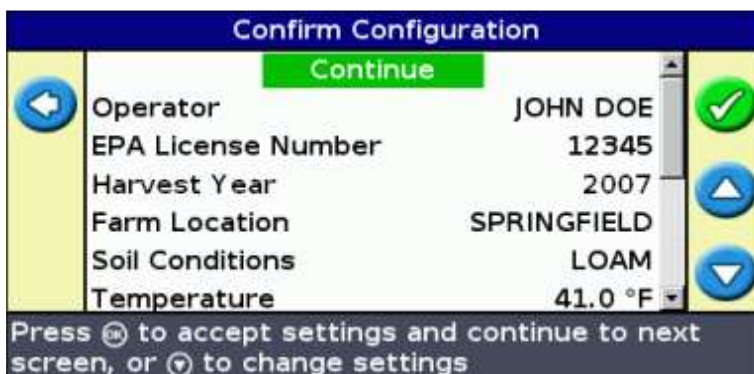 Confirm Configuration
Continue
Operator JOHN DOE
EPA License Number 12345
Harvest Year 2007
Farm Location SPRINGFIELD
Soil Conditions LOAM
Temperature 41.0 °F
Press OK to accept settings and continue to next
screen, or to change settings